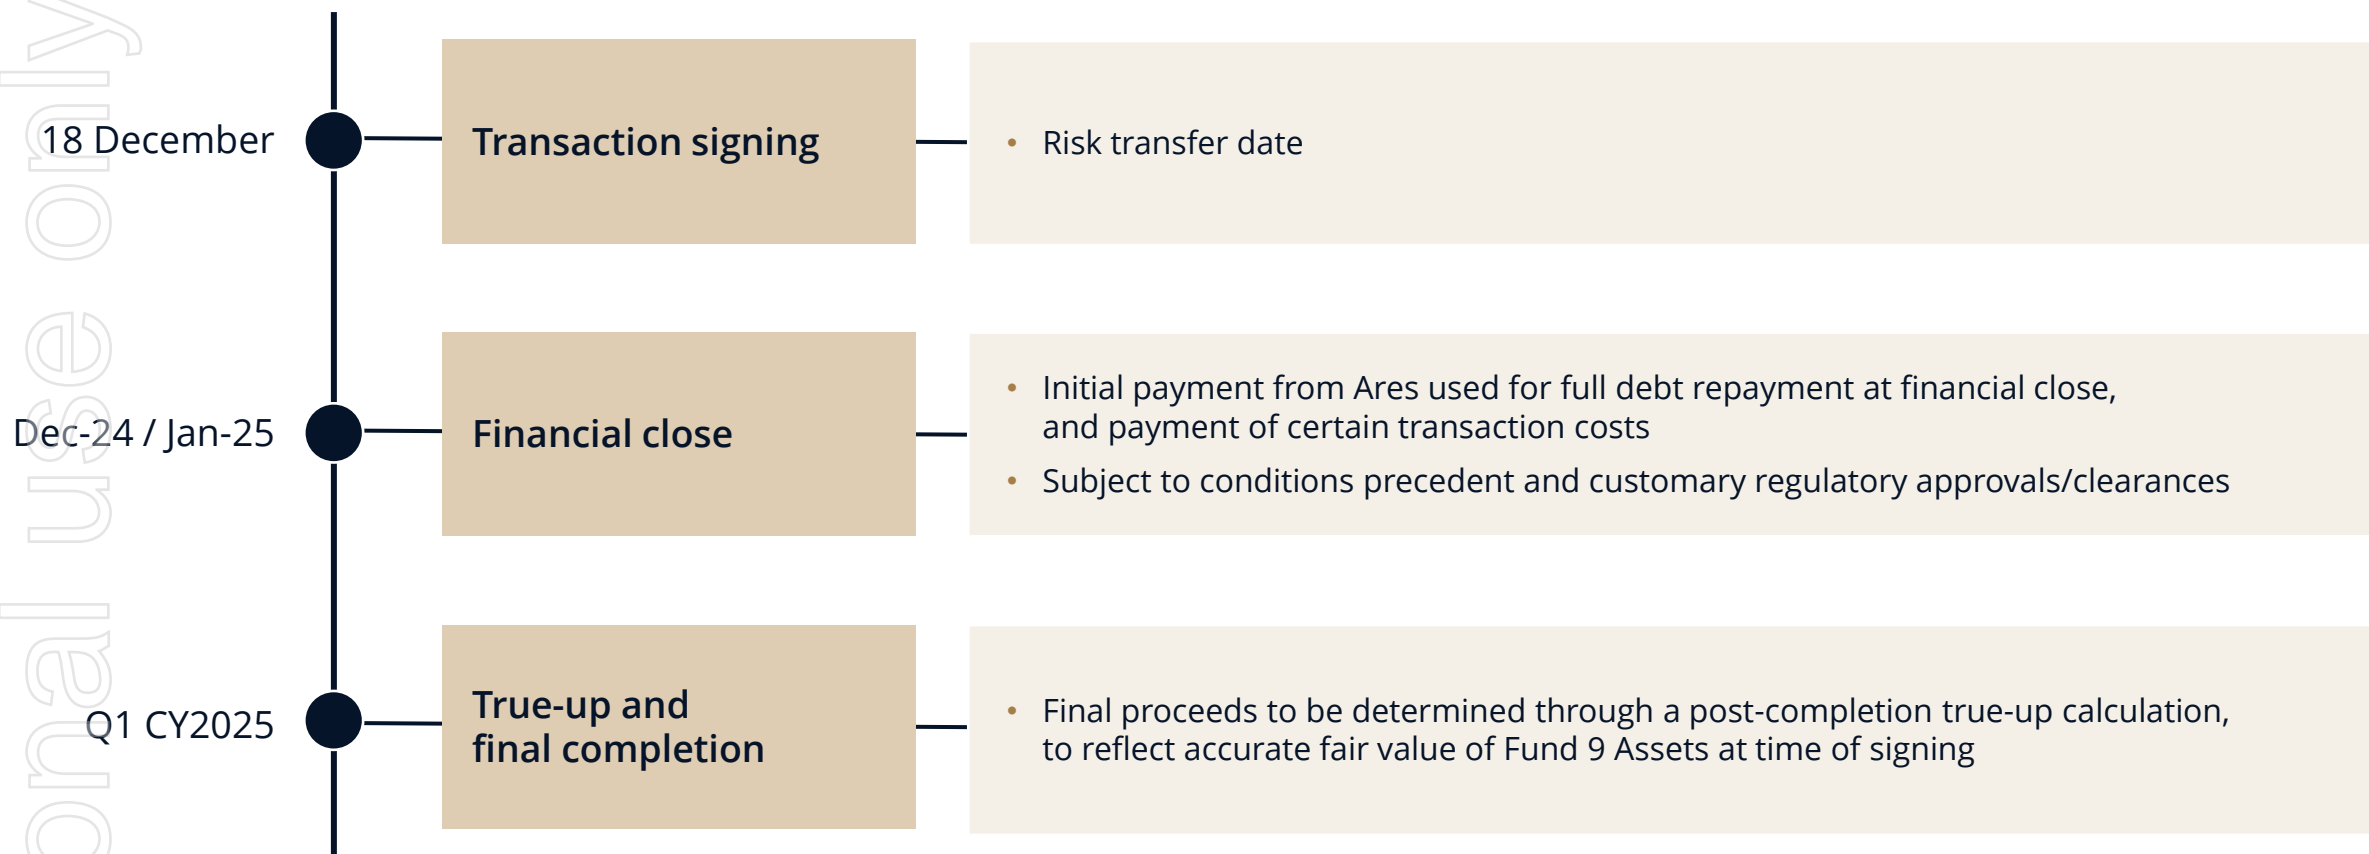 18 December
Transaction signing
• Risk transfer date
Dec-24 / Jan-25
Financial close
• Initial payment from Ares used for full debt repayment at financial close,
and payment of certain transaction costs
• Subject to conditions precedent and customary regulatory approvals/clearances
Q1 CY2025
True-up and
final completion
• Final proceeds to be determined through a post-completion true-up calculation,
to reflect accurate fair value of Fund 9 Assets at time of signing
onal use only